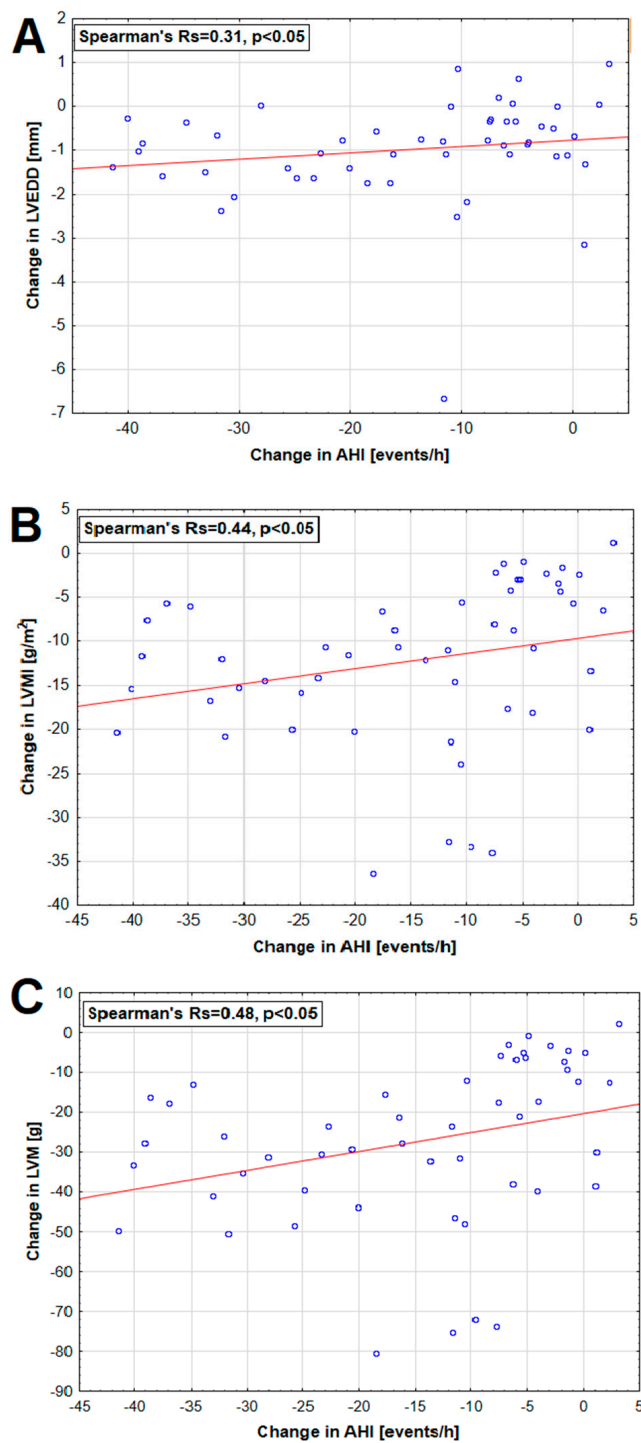 A
Spearman's Rs=0.31, p<0.05
2
1
0
-1
-2
-3
-4
-5
-6
-7
Change in LVEDD [mm]
-40 -30 -20 -10 0
Change in AHI [events/h]
B
Spearman's Rs=0.44, p<0.05
5
0
-5
-10
-15
-20
-25
-30
-35
-40
Change in LVMI [g/m²]
-45 -40 -35 -30 -25 -20 -15 -10 -5 0 5
Change in AHI [events/h]
C
Spearman's Rs=0.48, p<0.05
10
0
-10
-20
-30
-40
-50
-60
-70
-80
-90
Change in LVM [g]
-45 -40 -35 -30 -25 -20 -15 -10 -5 0 5
Change in AHI [events/h]